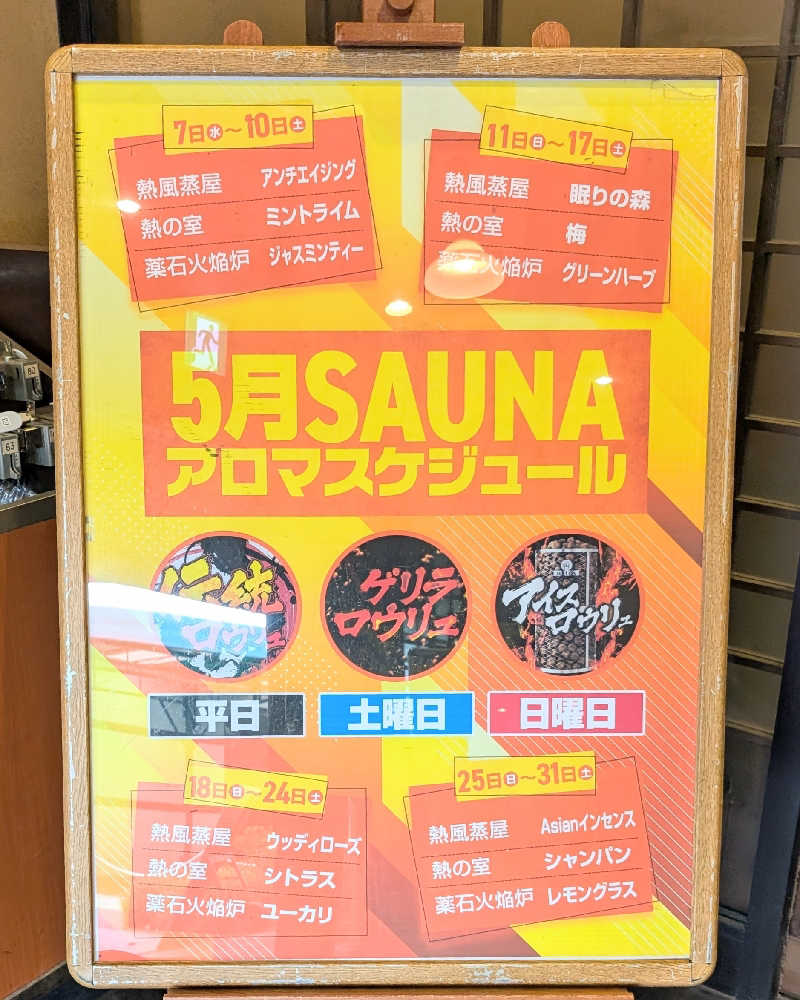 7日水～10日土
熱風蒸屋 アンチエイジング
熱の室 ミントライム
薬石火焔炉 ジャスミンティー
11日日～17日土
熱風蒸屋 眠りの森
熱の室 梅
薬石火焔炉 グリーンハーブ
5月SAUNA
アロマスケジュール
伝統
ロウリュ
ゲリラ
ロウリュ
アイス
ロウリュ
平日
土曜日
日曜日
18日日～24日土
熱風蒸屋 ウッディローズ
熱の室 シトラス
薬石火焔炉 ユーカリ
25日日～31日土
熱風蒸屋 Asianインセンス
熱の室 シャンパン
薬石火焔炉 レモングラス